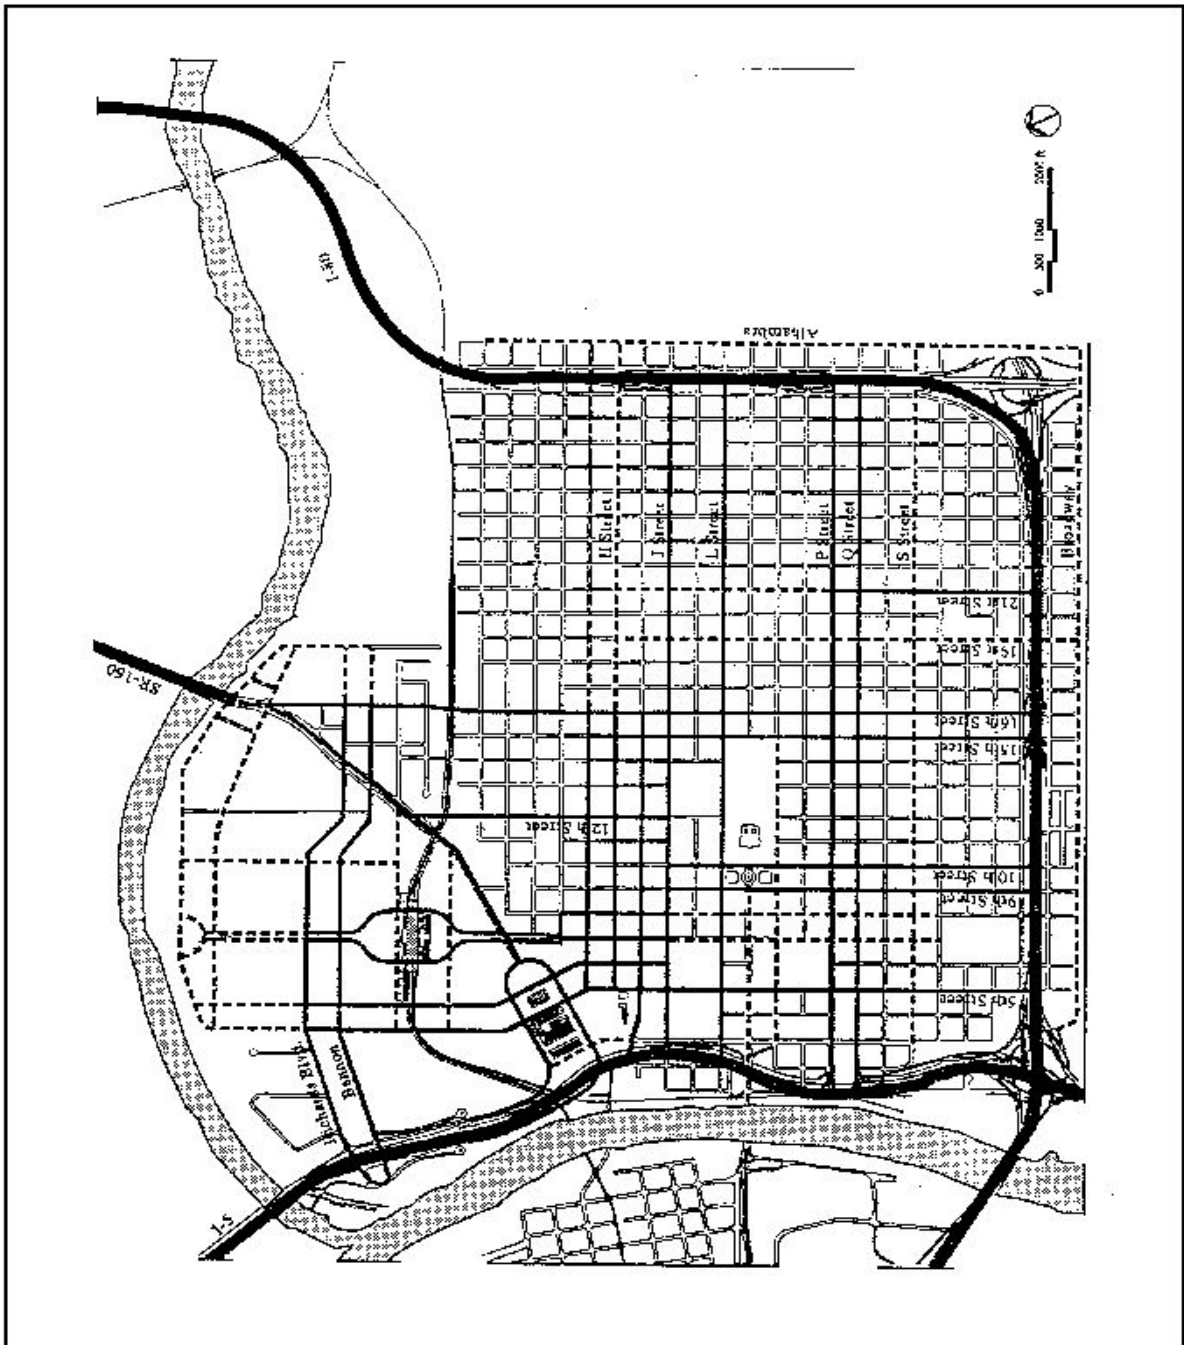 0 500 1000 2000 ft
I-80
Alhambra
H Street
J Street
L Street
P Street
Q Street
S Street
Broadway
21st Street
19st Street
SR-160
16th Street
15th Street
12th Street
10th Street
9th Street
5th Street
Richards Blvd.
Bannon
I-5